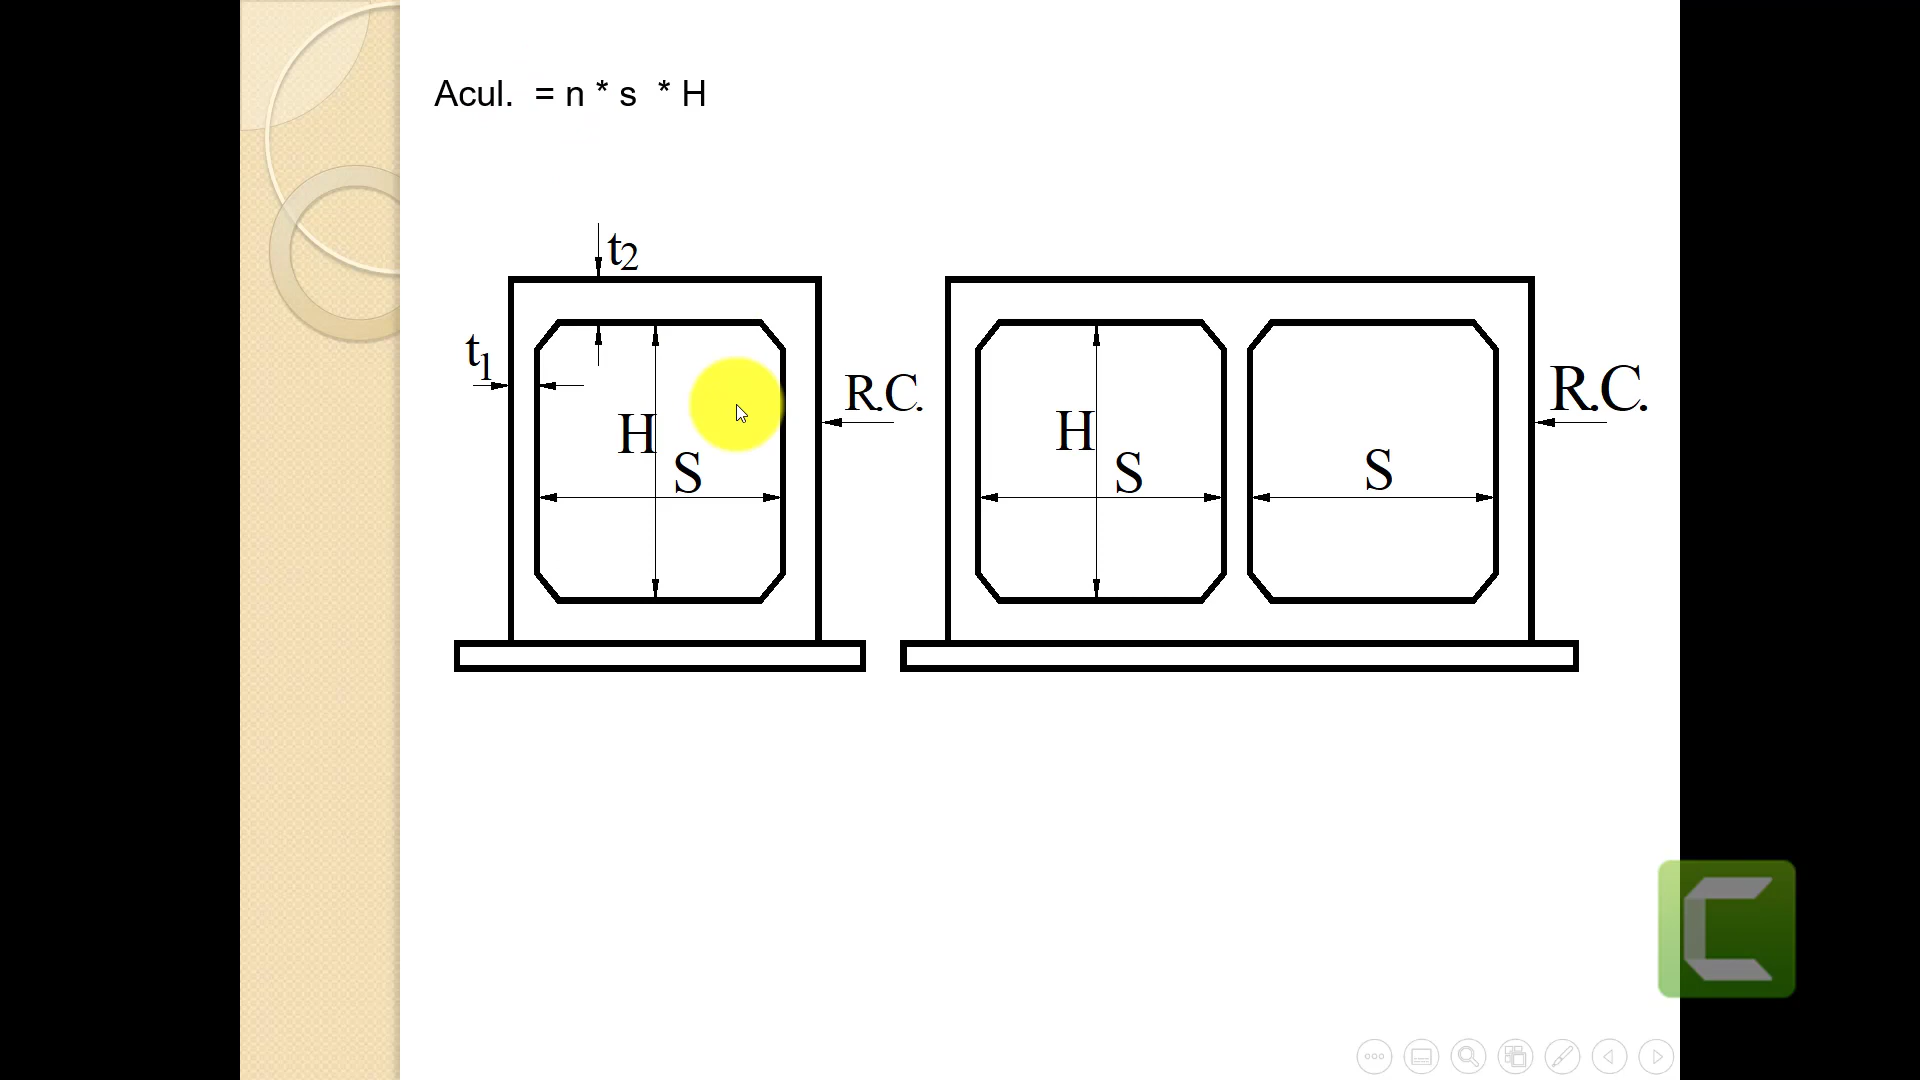 Acul. = n * s * H
t2
t1
R.C.
H
S
H
S
S
R.C.